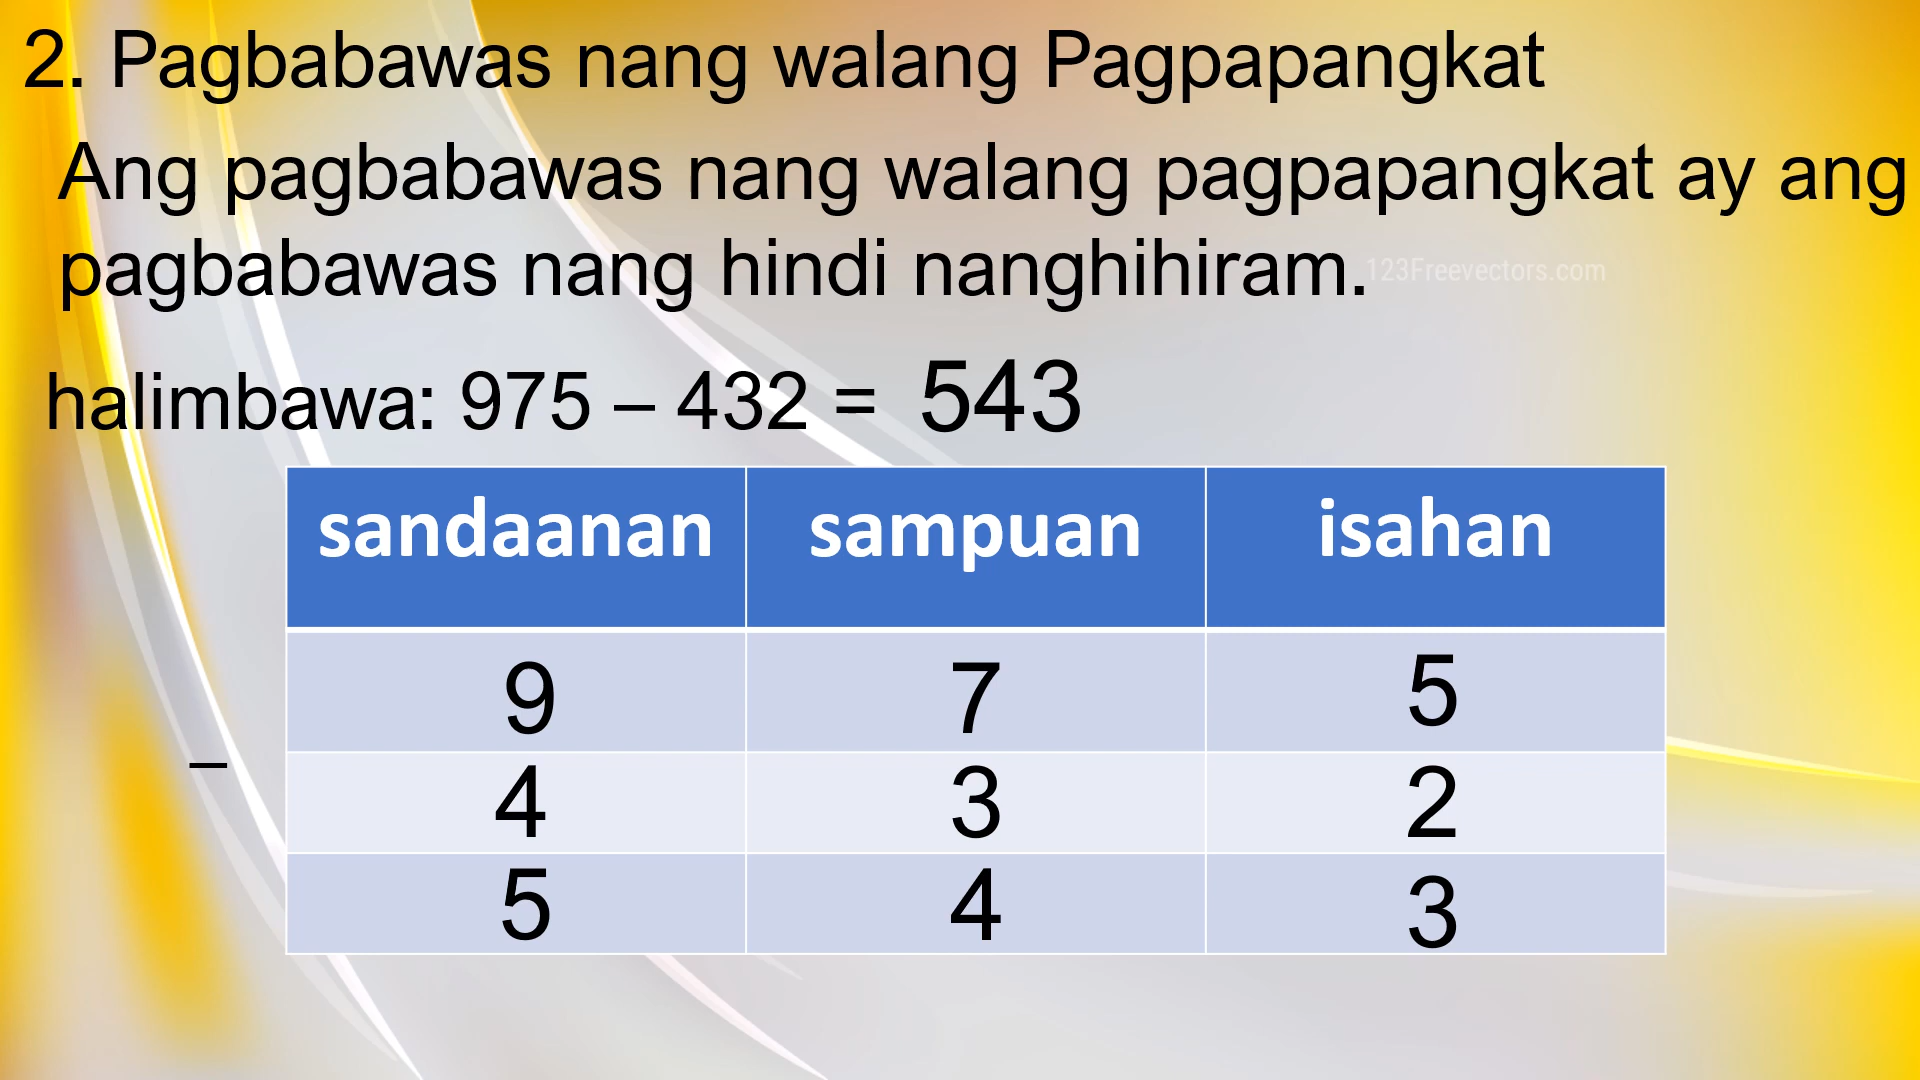 2. Pagbabawas nang walang Pagpapangkat
Ang pagbabawas nang walang pagpapangkat ay ang
pagbabawas nang hindi nanghihiram.
123Freevectors.com
halimbawa: 975 – 432 = 543
sandaanan sampuan isahan
9 7 5
–
4 3 2
5 4 3